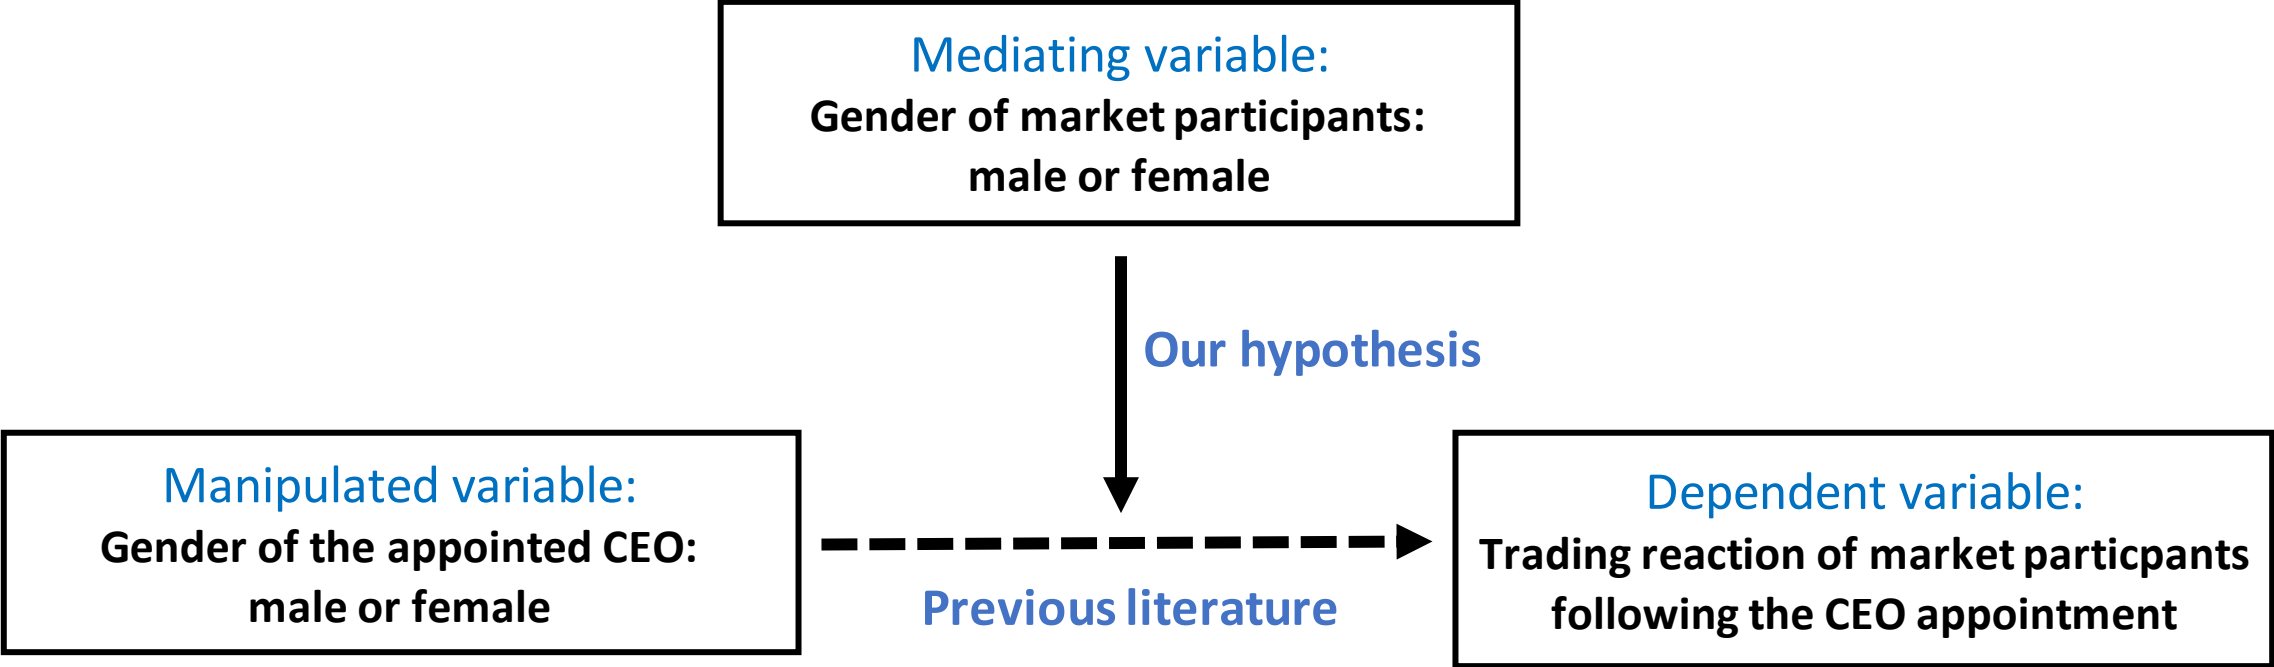 Mediating variable:
Gender of market participants:
male or female
Our hypothesis
Manipulated variable:
Gender of the appointed CEO:
male or female
Previous literature
Dependent variable:
Trading reaction of market particpants
following the CEO appointment